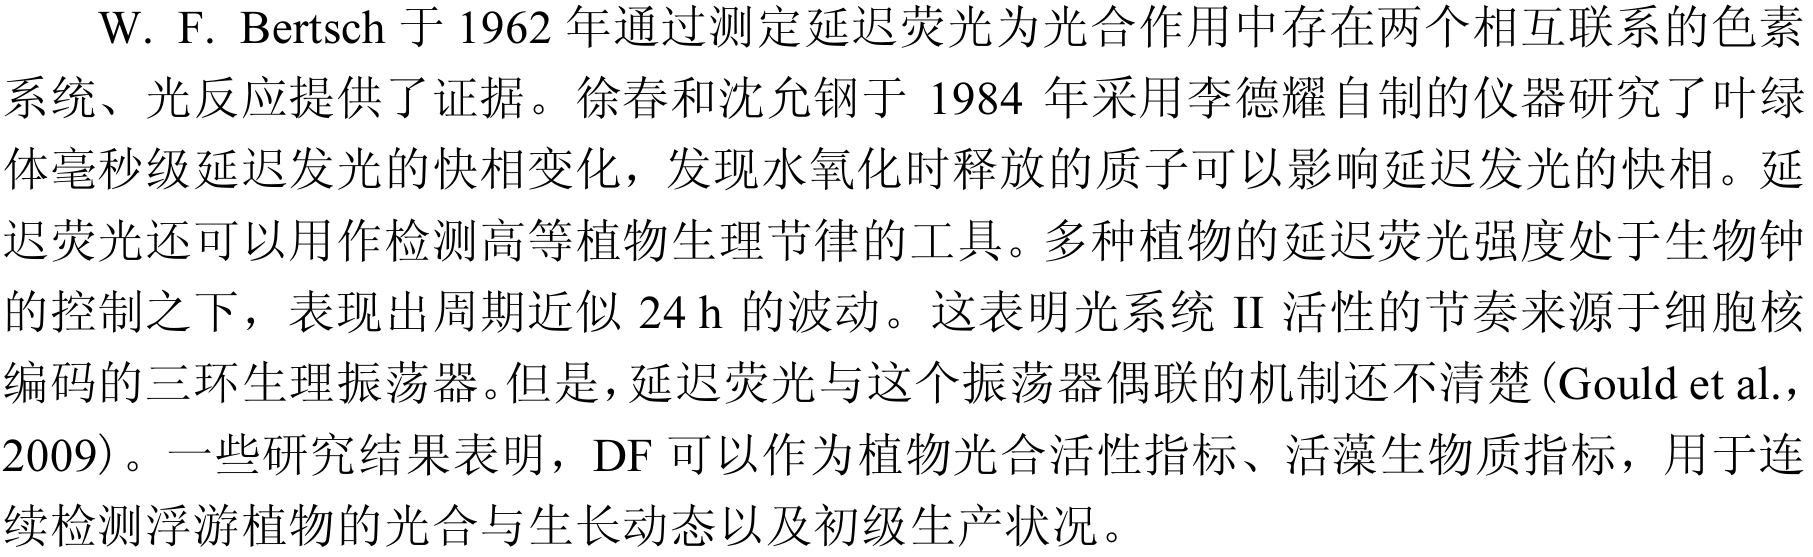 W. F. Bertsch 于 1962 年通过测定延迟荧光为光合作用中存在两个相互联系的色素
系统、光反应提供了证据。徐春和沈允钢于 1984 年采用李德耀自制的仪器研究了叶绿
体毫秒级延迟发光的快相变化，发现水氧化时释放的质子可以影响延迟发光的快相。延
迟荧光还可以用作检测高等植物生理节律的工具。多种植物的延迟荧光强度处于生物钟
的控制之下，表现出周期近似 24 h 的波动。这表明光系统 II 活性的节奏来源于细胞核
编码的三环生理振荡器。但是，延迟荧光与这个振荡器偶联的机制还不清楚(Gould et al.,
2009)。一些研究结果表明，DF 可以作为植物光合活性指标、活藻生物质指标，用于连
续检测浮游植物的光合与生长动态以及初级生产状况。